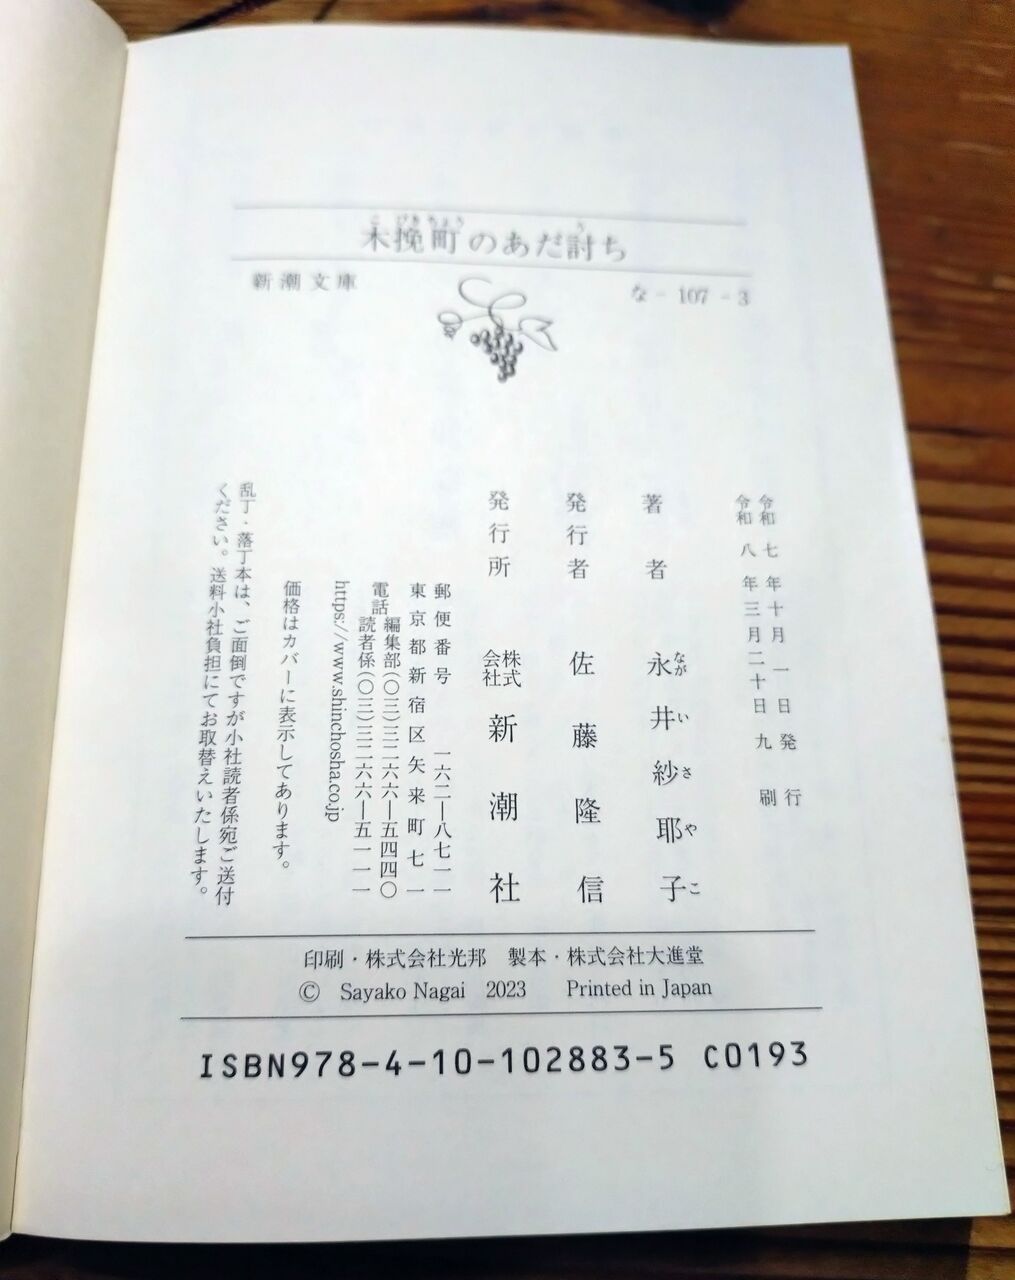 木挽町のあだ討ち
新潮文庫 な - 107 - 3
令和七年十月一日発行
令和八年三月二十日九刷
著者 永井紗耶子
発行者 佐藤隆信
発行所 株式会社新潮社
郵便番号 一六二―八七一一
東京都新宿区矢来町七一
電話 編集部(〇三)三二六六―五四四〇
読者係(〇三)三二六六―五一一一
https://www.shinchosha.co.jp
価格はカバーに表示してあります。
乱丁・落丁本は、ご面倒ですが小社読者係宛ご送付
ください。送料小社負担にてお取替えいたします。
印刷・株式会社光邦 製本・株式会社大進堂
© Sayako Nagai 2023 Printed in Japan
ISBN978-4-10-102883-5 C0193